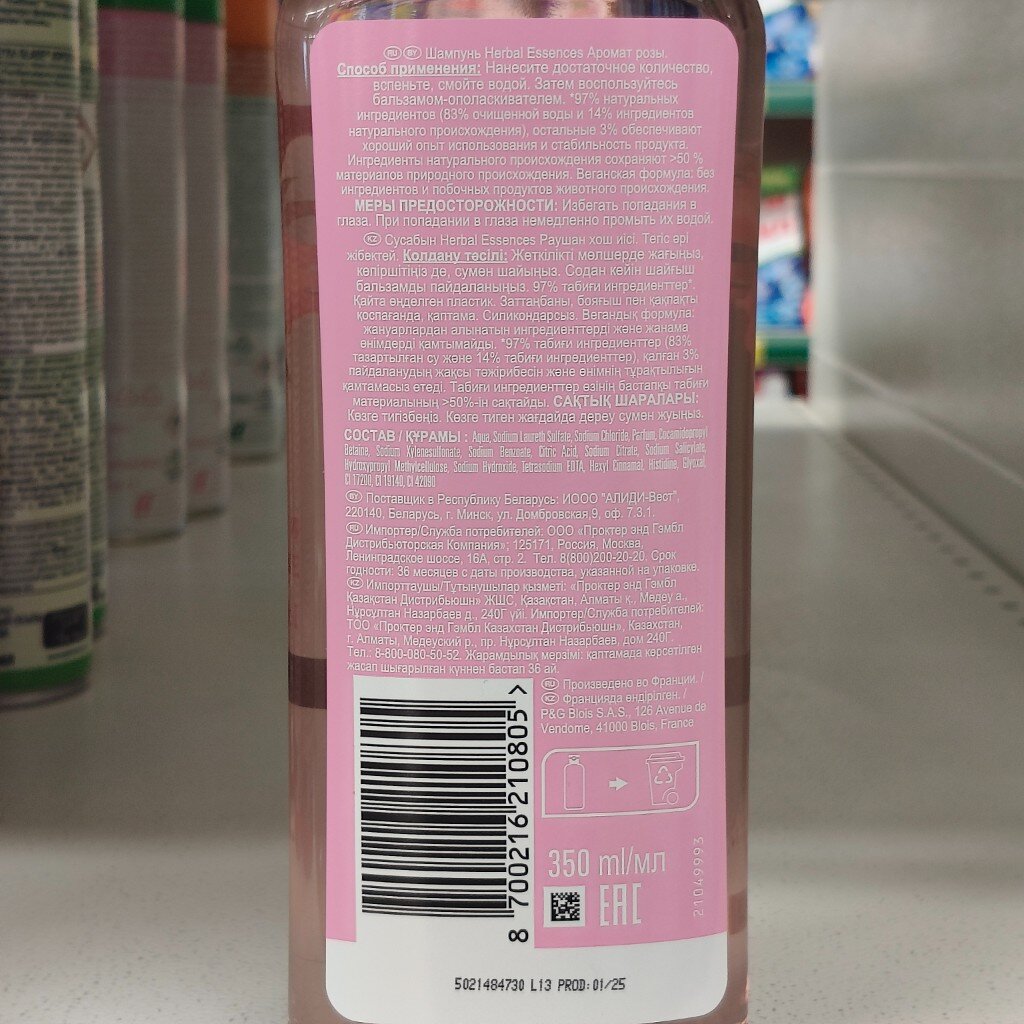 RU BY Шампунь Herbal Essences Аромат розы.
Способ применения: Нанесите достаточное количество,
вспеньте, смойте водой. Затем воспользуйтесь
бальзамом-ополаскивателем. *97% натуральных
ингредиентов (83% очищенной воды и 14% ингредиентов
натурального происхождения), остальные 3% обеспечивают
хороший опыт использования и стабильность продукта.
Ингредиенты натурального происхождения сохраняют >50 %
материалов природного происхождения. Веганская формула: без
ингредиентов и побочных продуктов животного происхождения.
МЕРЫ ПРЕДОСТОРОЖНОСТИ: Избегать попадания в
глаза. При попадании в глаза немедленно промыть их водой.
KZ Сусабын Herbal Essences Раушан хош иісі. Тегіс әрі
жібектей. Қолдану тәсілі: Жеткілікті мөлшерде жағыңыз,
көпіршітіңіз де, сумен шайыңыз. Содан кейін шайғыш
бальзамды пайдаланыңыз. 97% табиғи ингредиенттер*.
Қайта өңделген пластик. Заттаңбаны, бояғыш пен қақпақты
қоспағанда, қаптама. Силикондарсыз. Вегандық формула:
жануарлардан алынатын ингредиенттерді және жанама
өнімдерді қамтымайды. *97% табиғи ингредиенттер (83%
тазартылған су және 14% табиғи ингредиенттер), қалған 3%
пайдаланудың жақсы тәжірибесін және өнімнің тұрақтылығын
қамтамасыз етеді. Табиғи ингредиенттер өзінің бастапқы табиғи
материалының >50%-ін сақтайды. САҚТЫҚ ШАРАЛАРЫ:
Көзге тигізбеңіз. Көзге тиген жағдайда дереу сумен жуыңыз.
СОСТАВ / ҚҰРАМЫ : Aqua, Sodium Laureth Sulfate, Sodium Chloride, Parfum, Cocamidopropyl
Betaine, Sodium Xylenesulfonate, Sodium Benzoate, Citric Acid, Sodium Citrate, Sodium Salicylate,
Hydroxypropyl Methylcellulose, Sodium Hydroxide, Tetrasodium EDTA, Hexyl Cinnamal, Histidine, Glyoxal,
CI 17200, CI 19140, CI 42090
BY Поставщик в Республику Беларусь: ИООО "АЛИДИ-Вест",
220140, Беларусь, г. Минск, ул. Домбровская 9, оф. 7.3.1.
RU Импортер/Служба потребителей: ООО «Проктер энд Гэмбл
Дистрибьюторская Компания»; 125171, Россия, Москва,
Ленинградское шоссе, 16А, стр. 2. Тел. 8(800)200-20-20. Срок
годности: 36 месяцев с даты производства, указанной на упаковке.
KZ Импорттаушы/Тұтынушылар қызметі: «Проктер энд Гэмбл
Қазақстан Дистрибьюшн» ЖШС, Қазақстан, Алматы қ., Медеу а.,
Нұрсұлтан Назарбаев д., 240Г үйі. Импортер/Служба потребителей:
ТОО «Проктер энд Гэмбл Казахстан Дистрибьюшн», Казахстан,
г. Алматы, Медеуский р., пр. Нұрсұлтан Назарбаев, дом 240Г.
Тел.: 8-800-080-50-52. Жарамдылық мерзімі: қаптамада көрсетілген
жасап шығарылған күннен бастап 36 ай.
RU Произведено во Франции. /
KZ Францияда өндірілген. /
P&G Blois S.A.S., 126 Avenue de
Vendome, 41000 Blois, France
8 700216 210805 >
350 ml/мл
EAC
21049993
5021484730 L13 PROD:01/25